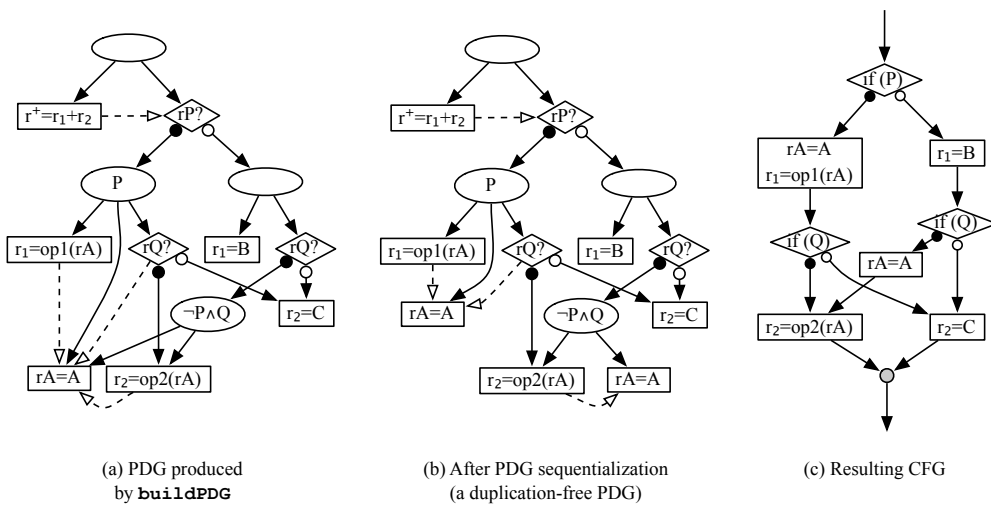 r⁺=r₁+r₂
rP?
P
r₁=op1(rA)
rQ?
r₁=B
rQ?
r₂=C
¬P∧Q
rA=A
r₂=op2(rA)
(a) PDG produced
by buildPDG
r⁺=r₁+r₂
rP?
P
r₁=op1(rA)
rQ?
r₁=B
rQ?
rA=A
¬P∧Q
r₂=C
r₂=op2(rA)
rA=A
(b) After PDG sequentialization
(a duplication-free PDG)
if (P)
rA=A
r₁=op1(rA)
r₁=B
if (Q)
if (Q)
rA=A
r₂=op2(rA)
r₂=C
(c) Resulting CFG